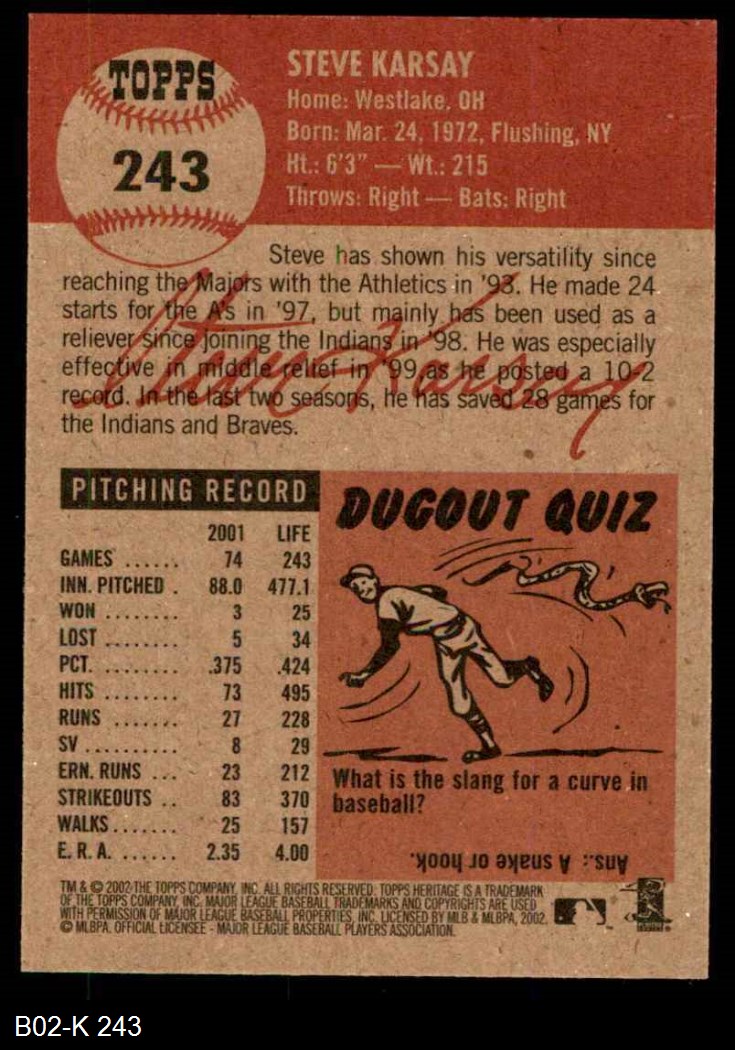 TOPPS
243
STEVE KARSAY
Home: Westlake, OH
Born: Mar. 24, 1972, Flushing, NY
Ht.: 6'3" — Wt.: 215
Throws: Right — Bats: Right
Steve has shown his versatility since
reaching the Majors with the Athletics in '93. He made 24
starts for the A's in '97, but mainly has been used as a
reliever since joining the Indians in '98. He was especially
effective in middle relief in '99 as he posted a 10-2
record. In the last two seasons, he has saved 28 games for
the Indians and Braves.
Steve Karsay
PITCHING RECORD
2001 LIFE
GAMES ...... 74 243
INN. PITCHED . 88.0 477.1
WON ........ 3 25
LOST ........ 5 34
PCT. ........ .375 .424
HITS ........ 73 495
RUNS ....... 27 228
SV .......... 8 29
ERN. RUNS ... 23 212
STRIKEOUTS .. 83 370
WALKS....... 25 157
E. R. A. ...... 2.35 4.00
DUGOUT QUIZ
What is the slang for a curve in
baseball?
Ans.: A snake or hook.
TM & © 2002 THE TOPPS COMPANY, INC. ALL RIGHTS RESERVED. TOPPS HERITAGE IS A TRADEMARK
OF THE TOPPS COMPANY, INC. MAJOR LEAGUE BASEBALL TRADEMARKS AND COPYRIGHTS ARE USED
WITH PERMISSION OF MAJOR LEAGUE BASEBALL PROPERTIES, INC. LICENSED BY MLB & MLBPA, 2002.
© MLBPA. OFFICIAL LICENSEE - MAJOR LEAGUE BASEBALL PLAYERS ASSOCIATION.
B02-K 243